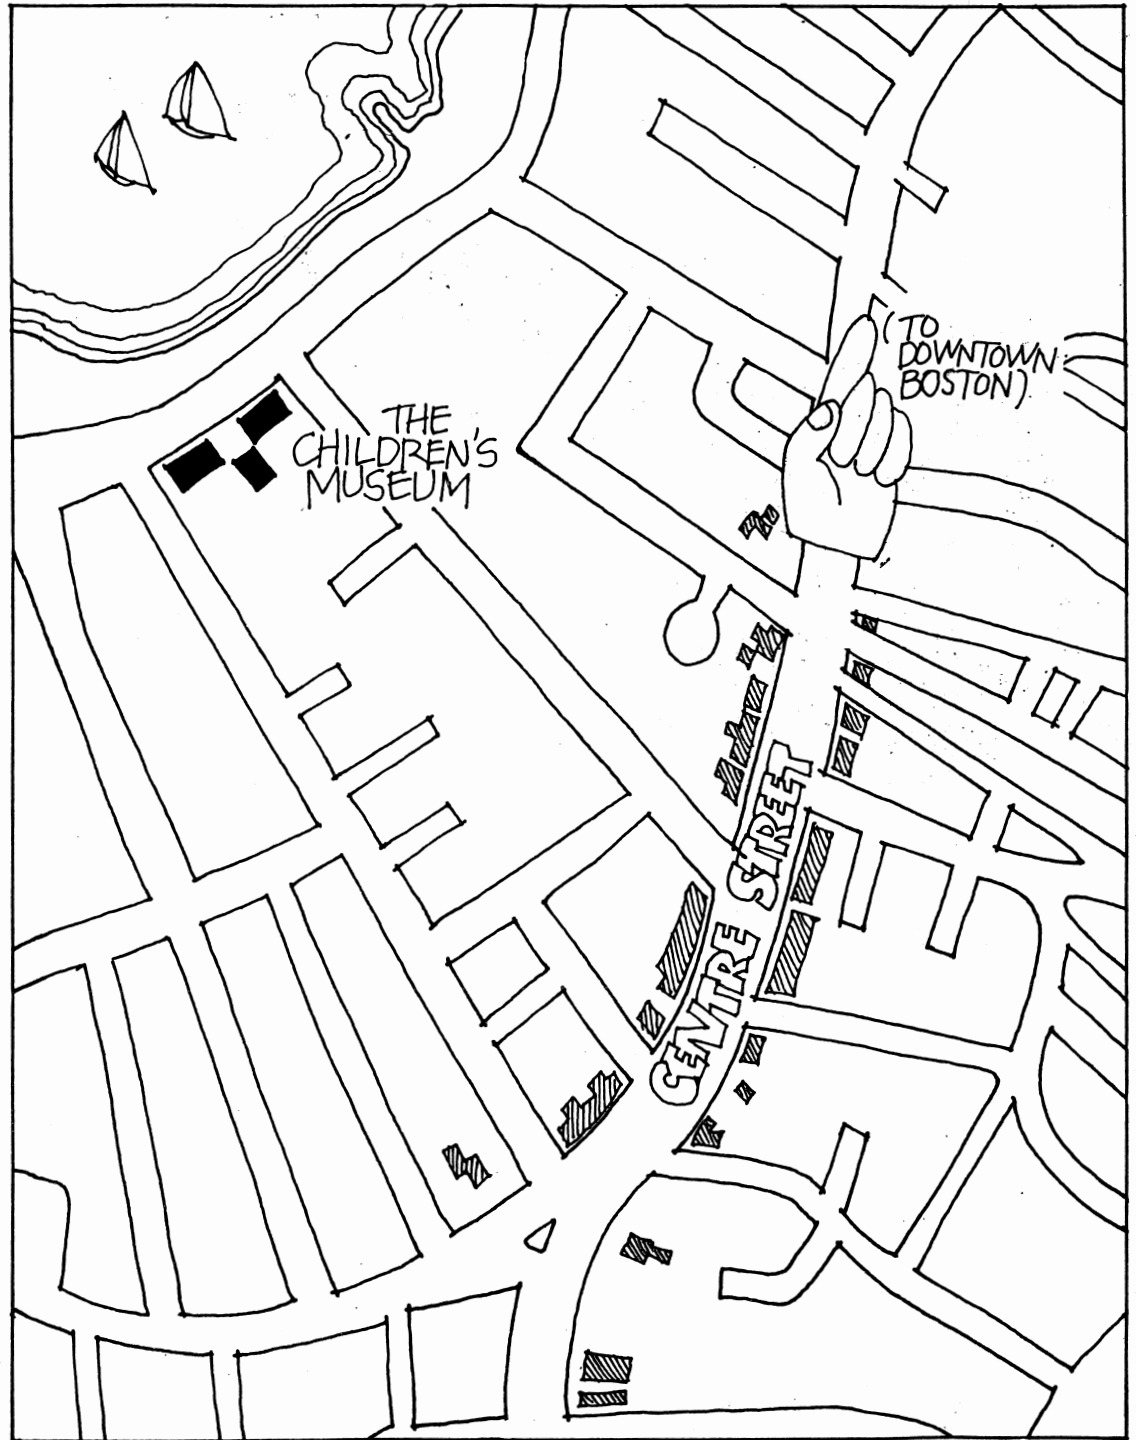 (TO
DOWNTOWN
BOSTON)
THE
CHILDREN'S
MUSEUM
CENTRE STREET